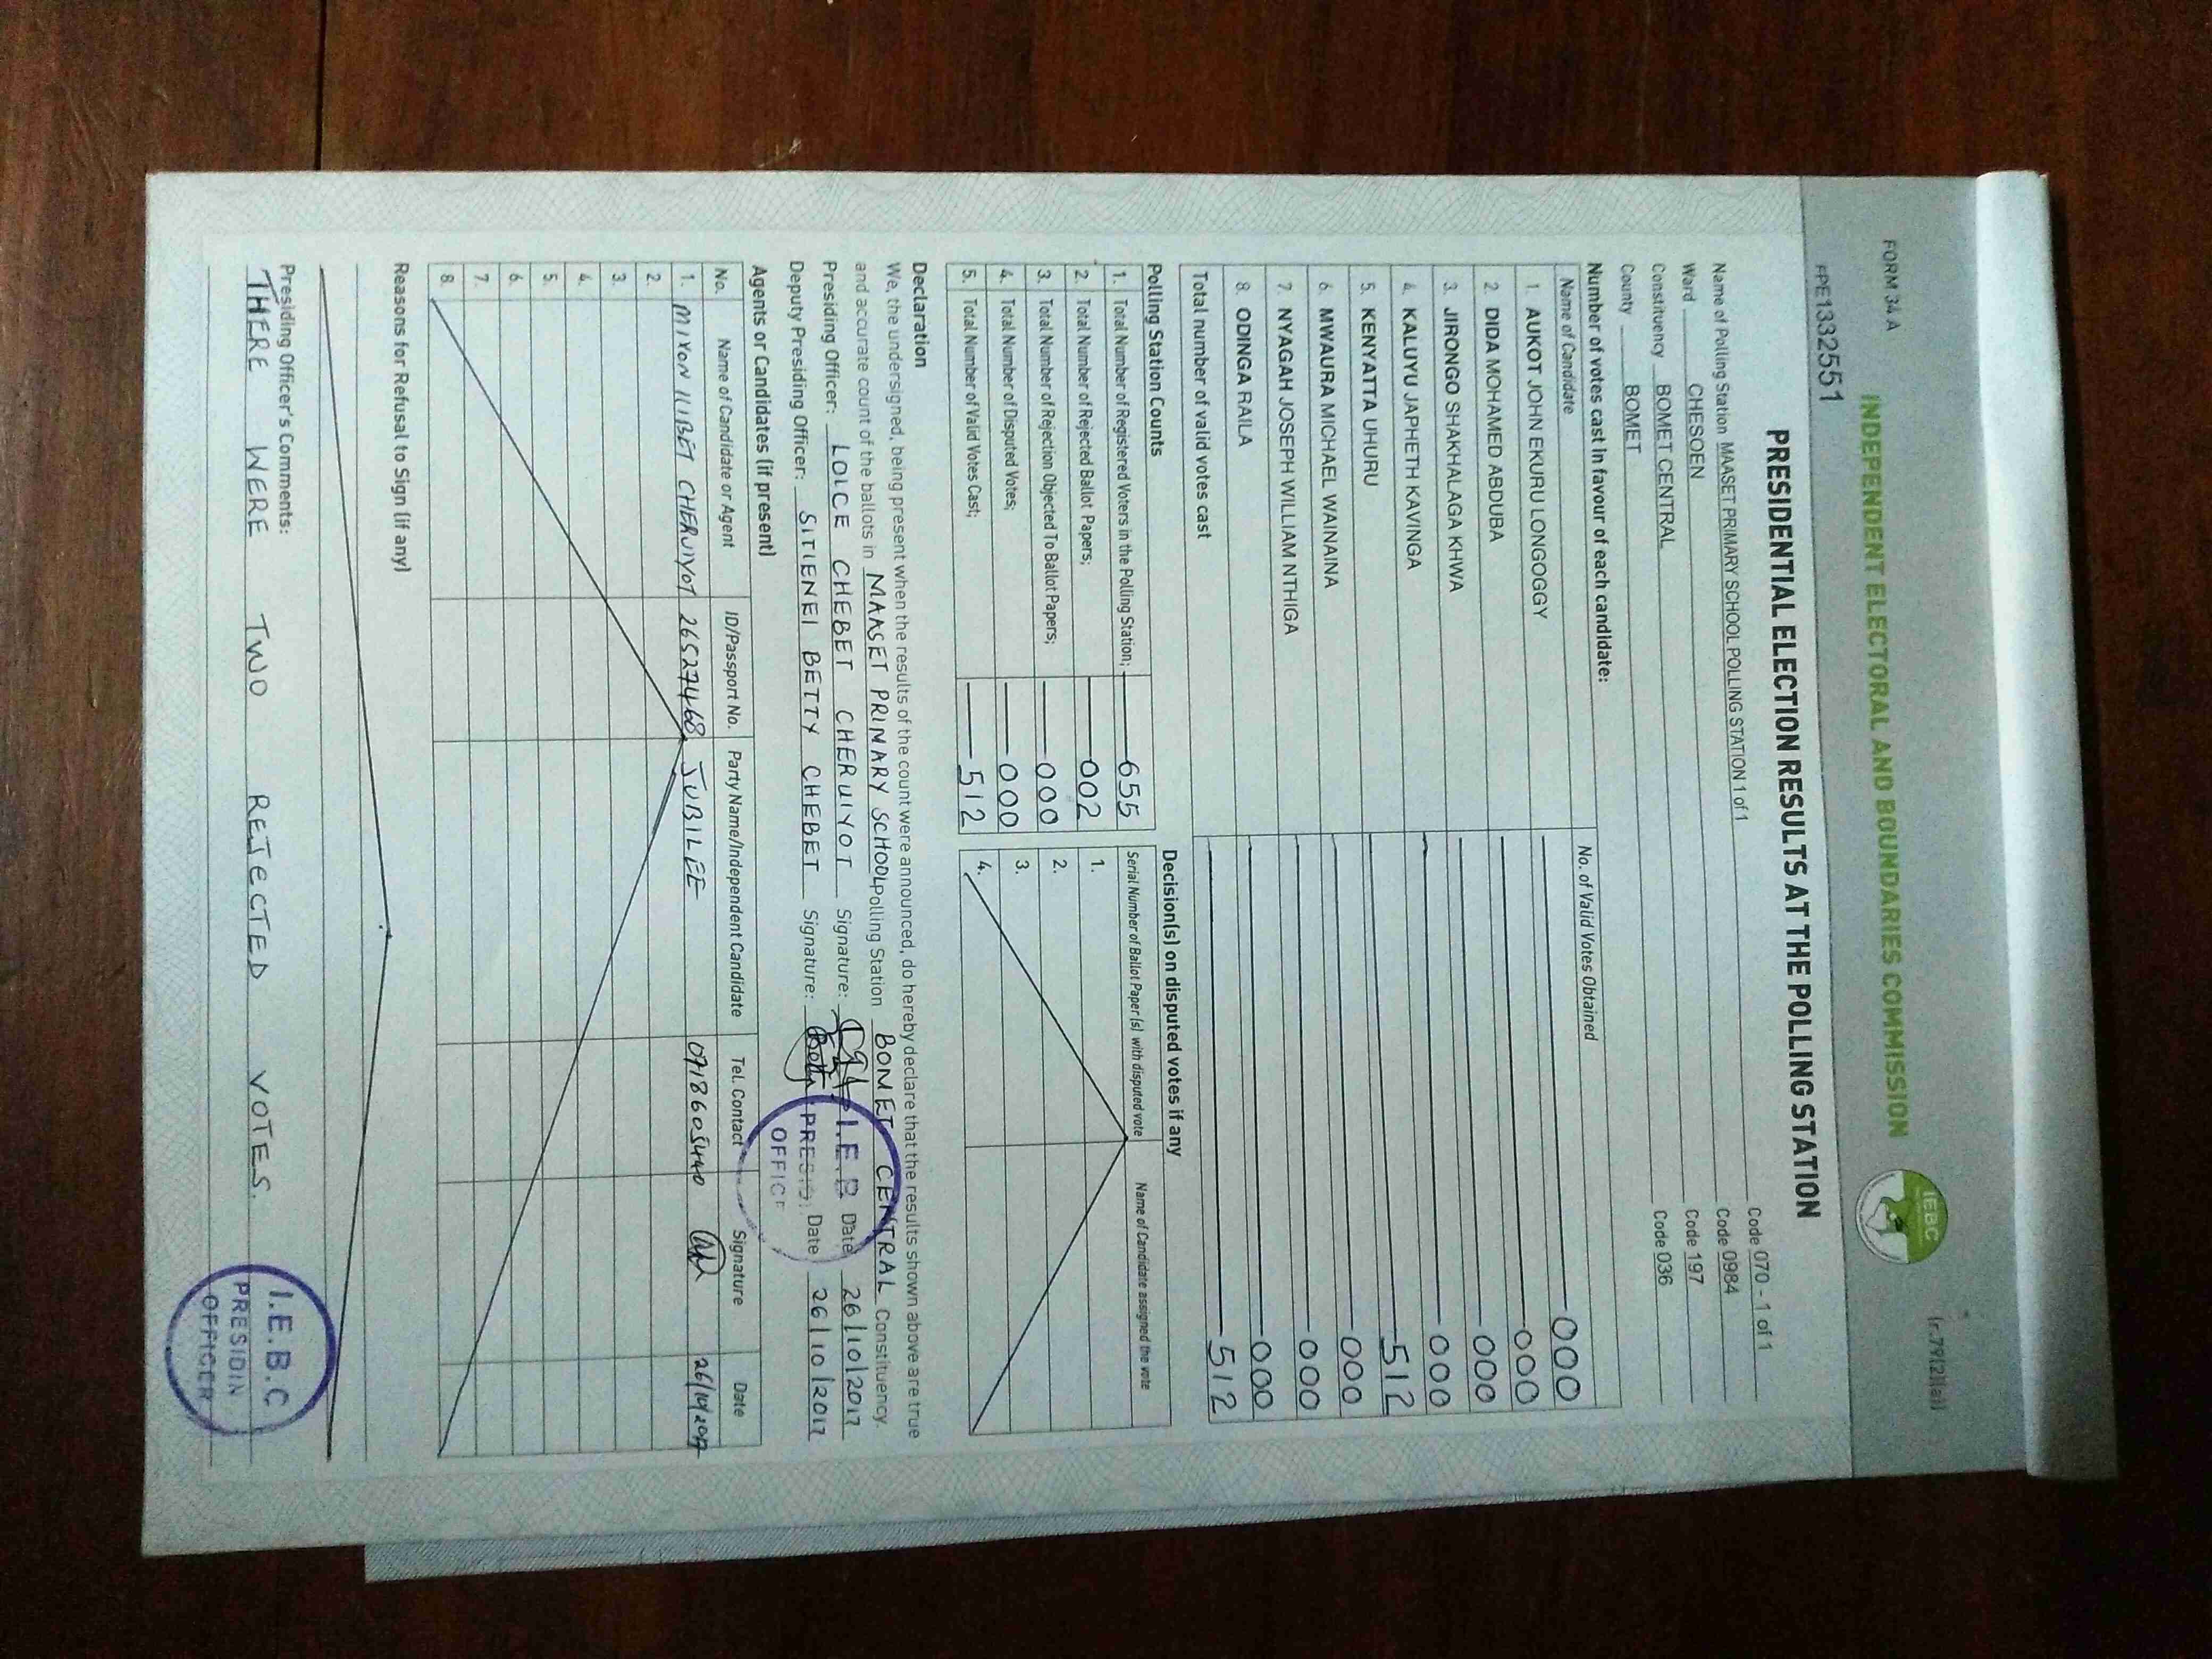 FORM 34 A
(r.79(2)(a))
INDEPENDENT ELECTORAL AND BOUNDARIES COMMISSION
IEBC
PPE1332551
PRESIDENTIAL ELECTION RESULTS AT THE POLLING STATION
Name of Polling Station MAASET PRIMARY SCHOOL POLLING STATION 1 of 1 Code 070 - 1 of 1
Ward CHESOEN Code 0984
Constituency BOMET CENTRAL Code 197
County BOMET Code 036
Number of votes cast in favour of each candidate:
Name of Candidate No. of Valid Votes Obtained
1. AUKOT JOHN EKURU LONGOGGY 000
2 DIDA MOHAMED ABDUBA 000
3. JIRONGO SHAKHALAGA KHWA 000
4. KALUYU JAPHETH KAVINGA 000
5. KENYATTA UHURU 512
6. MWAURA MICHAEL WAINAINA 000
7. NYAGAH JOSEPH WILLIAM NTHIGA 000
8. ODINGA RAILA 000
Total number of valid votes cast 512
Polling Station Counts
1. Total Number of Registered Voters in the Polling Station; 655
2. Total Number of Rejected Ballot Papers; 002
3. Total Number of Rejection Objected To Ballot Papers; 000
4. Total Number of Disputed Votes; 000
5. Total Number of Valid Votes Cast; 512
Decision(s) on disputed votes if any
Serial Number of Ballot Paper(s) with disputed vote Name of Candidate assigned the vote
1.
2.
3.
4.
Declaration
We, the undersigned, being present when the results of the count were announced, do hereby declare that the results shown above are true
and accurate count of the ballots in MAASET PRIMARY SCHOOL Polling Station BOMET CENTRAL Constituency.
Presiding Officer: LOICE CHEBET CHERUIYOT Signature: Date 26/10/2017
Deputy Presiding Officer: SITIENEI BETTY CHEBET Signature: Betty Date 26/10/2017
I.E.B
PRESIDI
OFFICE
Agents or Candidates (if present)
No. Name of Candidate or Agent ID/Passport No. Party Name/Independent Candidate Tel. Contact Signature Date
1. MIYON KIBET CHERUIYOT 26527468 JUBILEE 0718605440 26/10/2017
2.
3.
4.
5.
6.
7.
8.
Reasons for Refusal to Sign (if any)
Presiding Officer's Comments:
THERE WERE TWO REJECTED VOTES.
I.E.B.C
PRESIDIN
OFFICER